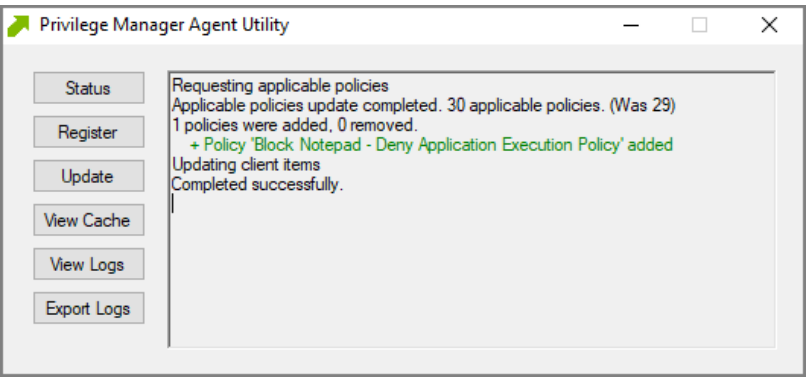 Privilege Manager Agent Utility
Status
Register
Update
View Cache
View Logs
Export Logs
Requesting applicable policies
Applicable policies update completed. 30 applicable policies. (Was 29)
1 policies were added, 0 removed.
+ Policy 'Block Notepad - Deny Application Execution Policy' added
Updating client items
Completed successfully.